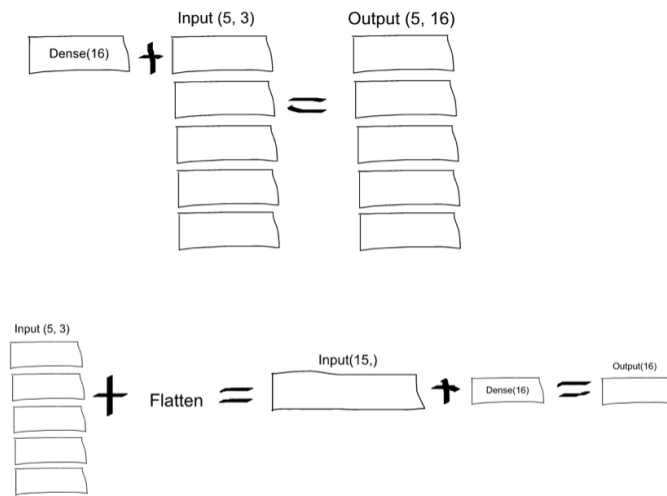 Input (5, 3)
Output (5, 16)
Dense(16)
Input (5, 3)
Flatten
Input(15,)
Dense(16)
Output(16)